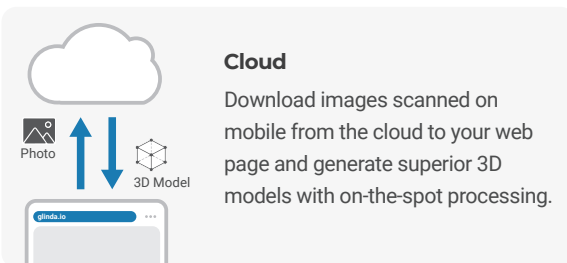 Cloud
Download images scanned on
mobile from the cloud to your web
page and generate superior 3D
models with on-the-spot processing.
Photo
3D Model
glinda.io